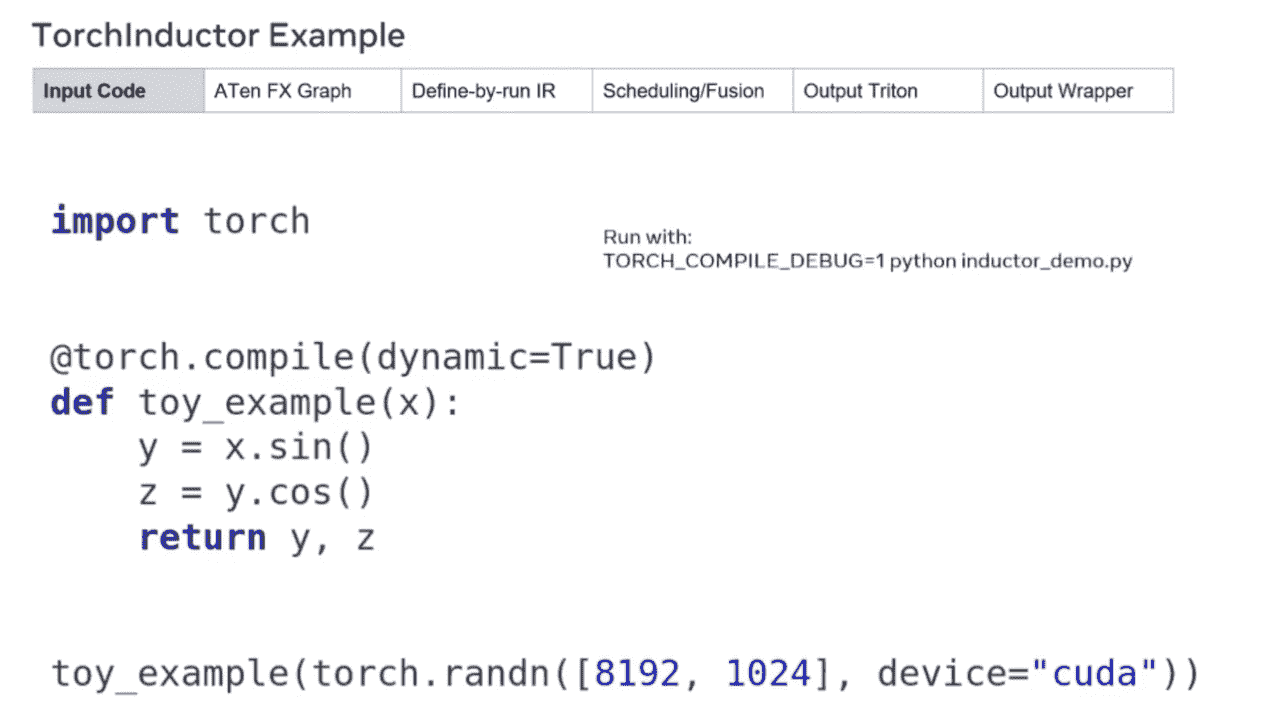 TorchInductor Example
Input Code ATen FX Graph Define-by-run IR Scheduling/Fusion Output Triton Output Wrapper
import torch
Run with:
TORCH_COMPILE_DEBUG=1 python inductor_demo.py
@torch.compile(dynamic=True)
def toy_example(x):
    y = x.sin()
    z = y.cos()
    return y, z
toy_example(torch.randn([8192, 1024], device="cuda"))